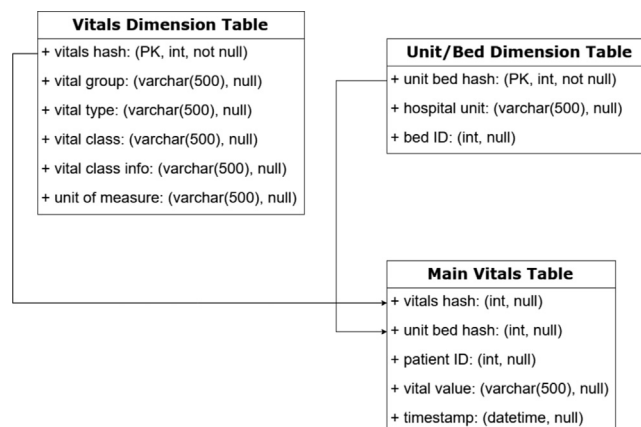 Vitals Dimension Table
+ vitals hash: (PK, int, not null)
+ vital group: (varchar(500), null)
+ vital type: (varchar(500), null)
+ vital class: (varchar(500), null)
+ vital class info: (varchar(500), null)
+ unit of measure: (varchar(500), null)
Unit/Bed Dimension Table
+ unit bed hash: (PK, int, not null)
+ hospital unit: (varchar(500), null)
+ bed ID: (int, null)
Main Vitals Table
+ vitals hash: (int, null)
+ unit bed hash: (int, null)
+ patient ID: (int, null)
+ vital value: (varchar(500), null)
+ timestamp: (datetime, null)